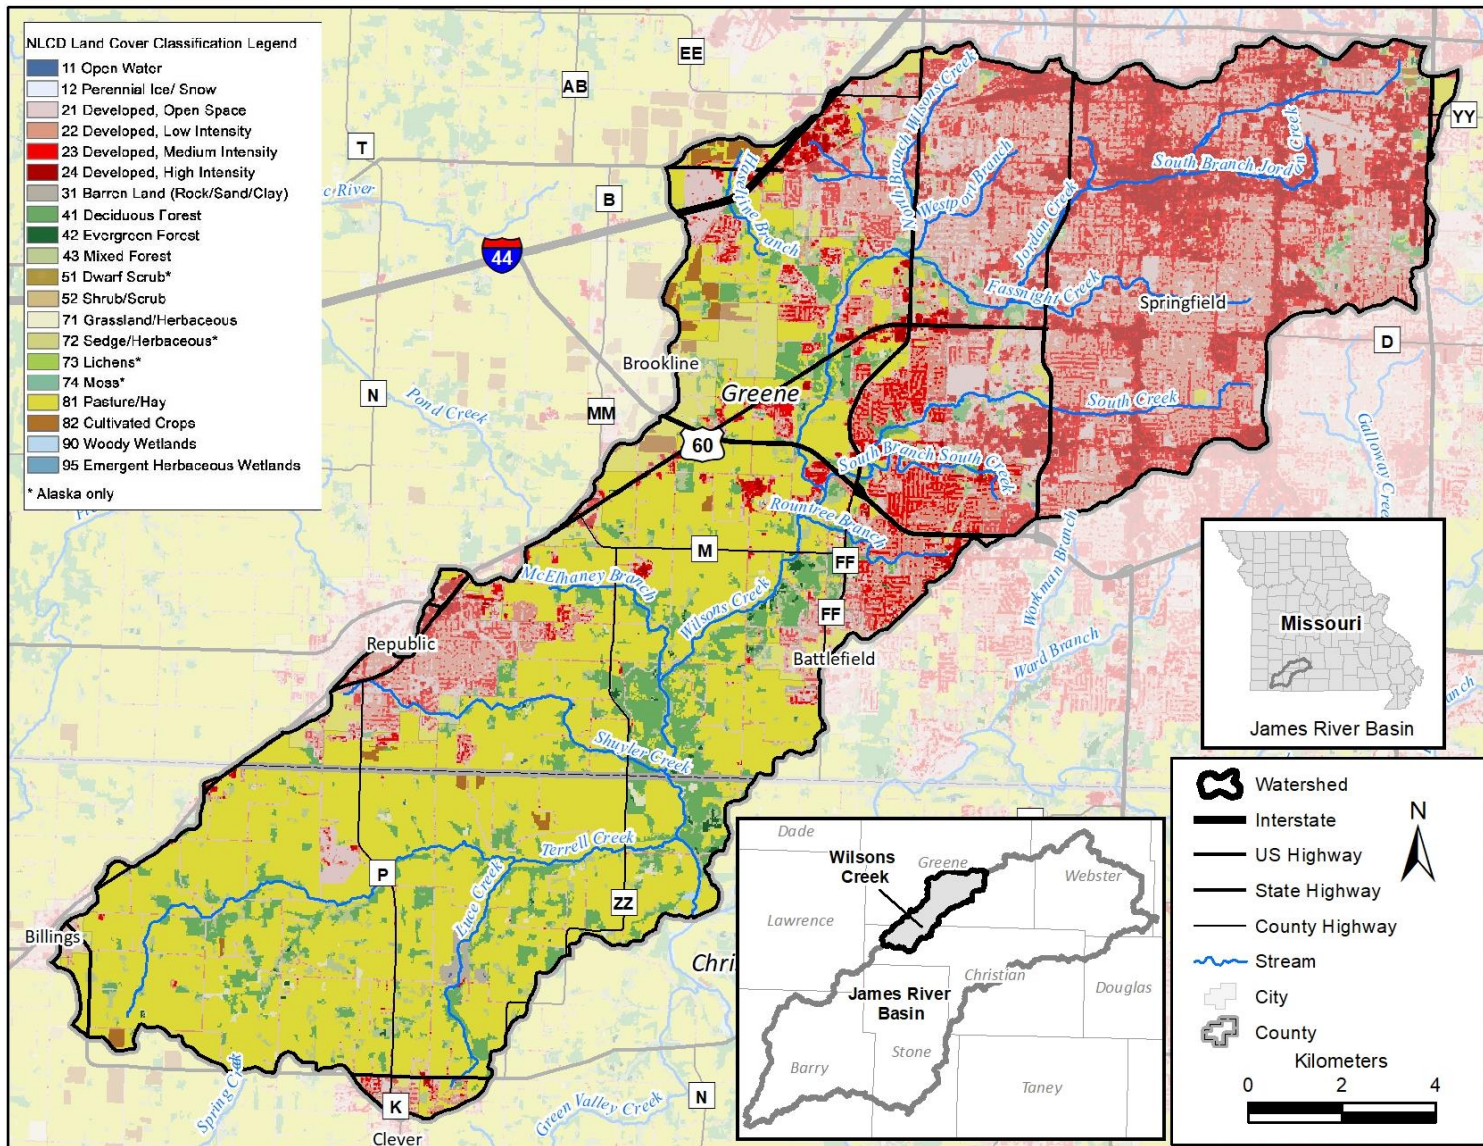 NLCD Land Cover Classification Legend
11 Open Water
12 Perennial Ice/ Snow
21 Developed, Open Space
22 Developed, Low Intensity
23 Developed, Medium Intensity
24 Developed, High Intensity
31 Barren Land (Rock/Sand/Clay)
41 Deciduous Forest
42 Evergreen Forest
43 Mixed Forest
51 Dwarf Scrub*
52 Shrub/Scrub
71 Grassland/Herbaceous
72 Sedge/Herbaceous*
73 Lichens*
74 Moss*
81 Pasture/Hay
82 Cultivated Crops
90 Woody Wetlands
95 Emergent Herbaceous Wetlands
* Alaska only
EE
AB
T
B
44
YY
D
N
MM
North Branch Wilsons Creek
Westport Branch
Jordan Creek
South Branch Jordan Creek
Fassnight Creek
Springfield
Brookline
Greene
Pond Creek
60
South Creek
South Branch South Creek
Rountree Branch
Galloway Cree
M
FF
FF
McElhaney Branch
Wilsons Creek
Workman Branch
Ward Branch
Republic
Battlefield
Shuyler Creek
Terrell Creek
P
Luce Creek
ZZ
Billings
Chri
Spring Creek
K
Clever
Green Valley Creek
N
Missouri
James River Basin
Dade
Greene
Webster
Wilsons
Creek
Lawrence
Christian
Douglas
James River
Basin
Barry
Stone
Taney
Watershed
Interstate
US Highway
State Highway
County Highway
Stream
City
County
N
Kilometers
0 2 4